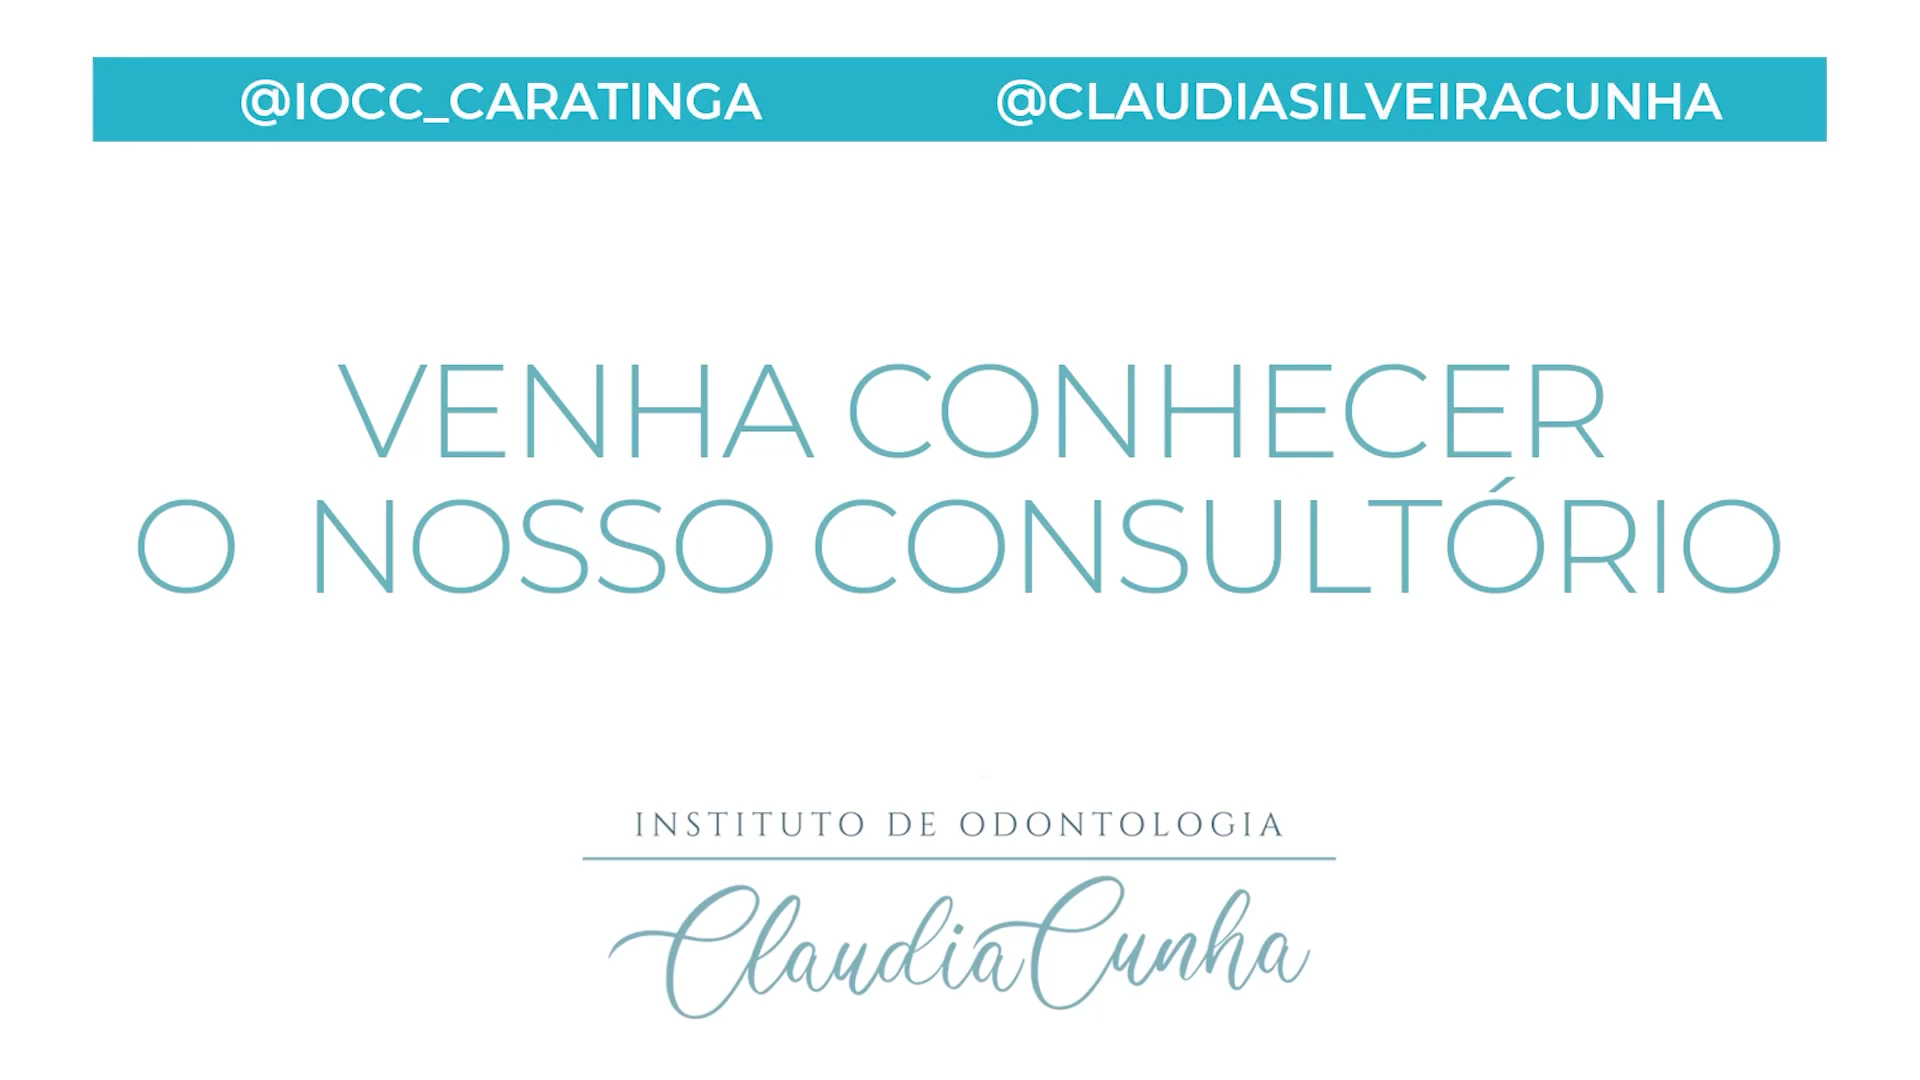 @IOCC_CARATINGA @CLAUDIASILVEIRACUNHA
VENHA CONHECER
O NOSSO CONSULTÓRIO
INSTITUTO DE ODONTOLOGIA
Claudia Cunha